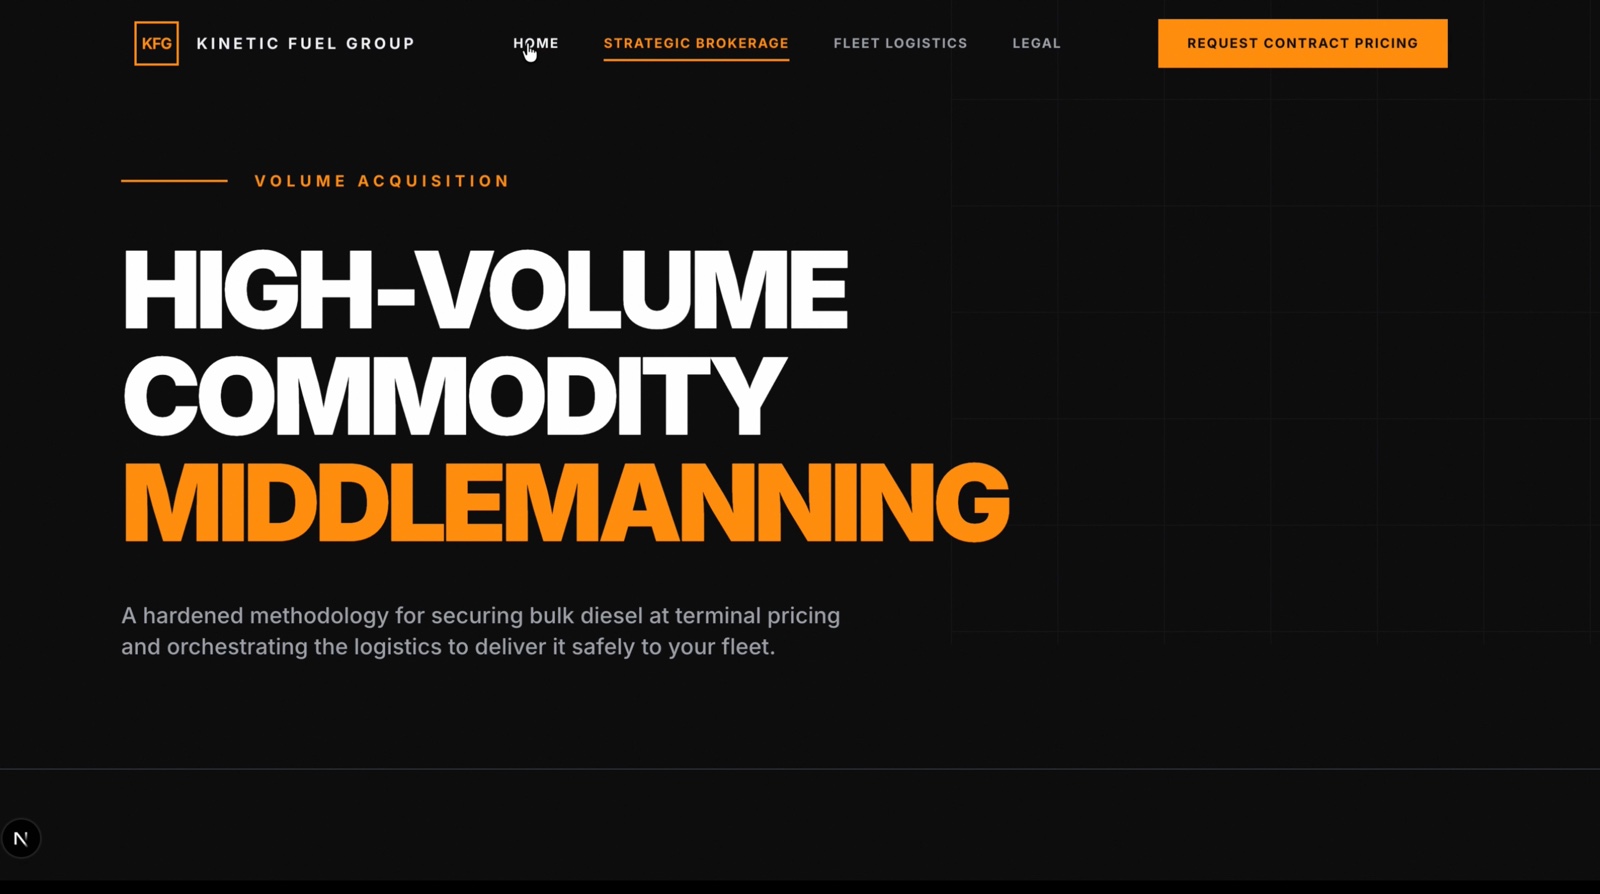 KFG
KINETIC FUEL GROUP
HOME
STRATEGIC BROKERAGE
FLEET LOGISTICS
LEGAL
REQUEST CONTRACT PRICING
VOLUME ACQUISITION
HIGH-VOLUME
COMMODITY
MIDDLEMANNING
A hardened methodology for securing bulk diesel at terminal pricing
and orchestrating the logistics to deliver it safely to your fleet.
N